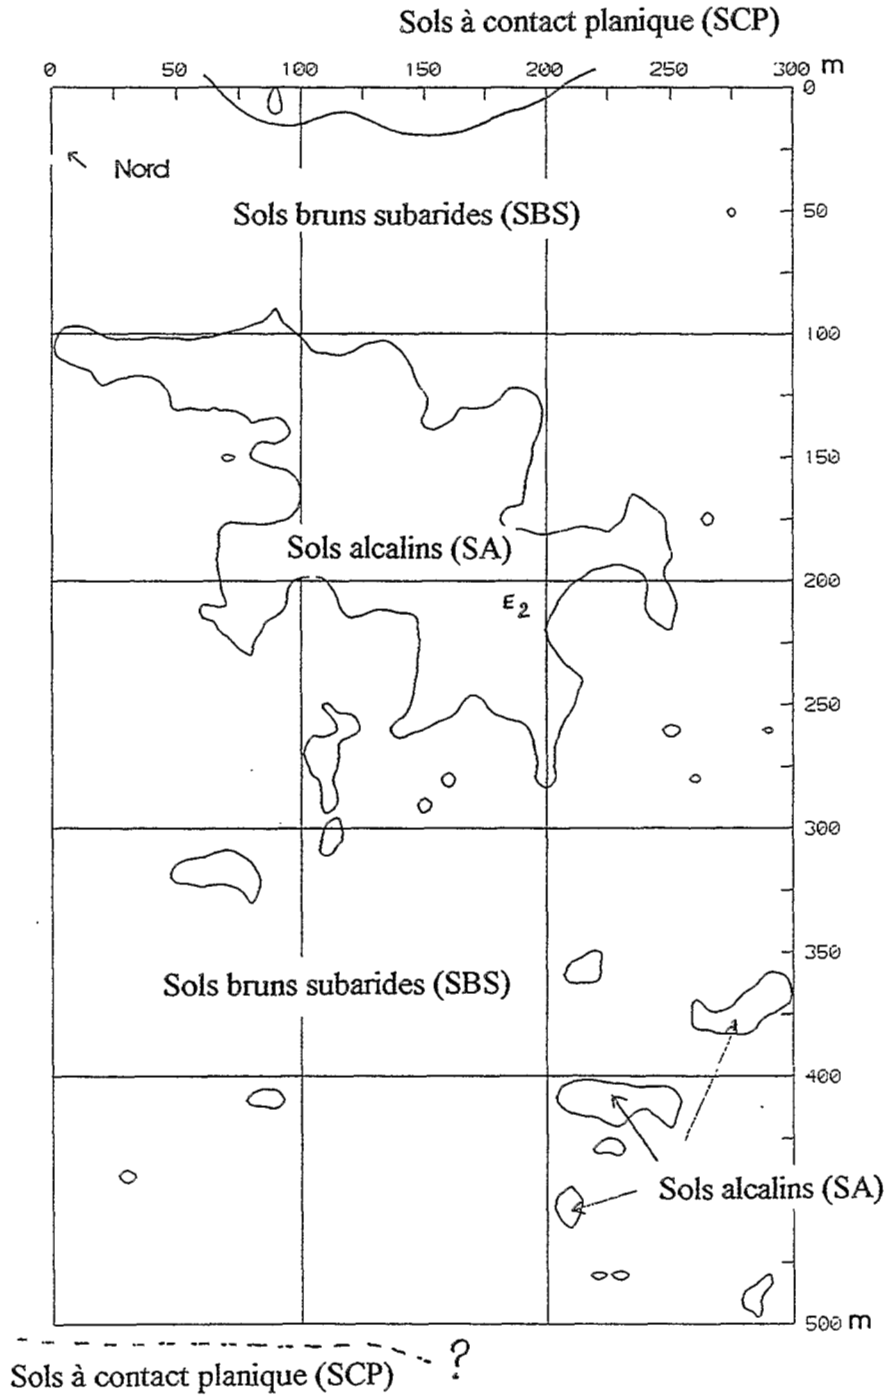 Sols à contact planique (SCP)
0 50 100 150 200 250 300 m
0
Nord
Sols bruns subarides (SBS)
50
100
150
Sols alcalins (SA)
200
E2
250
300
350
Sols bruns subarides (SBS)
400
Sols alcalins (SA)
500 m
?
Sols à contact planique (SCP)